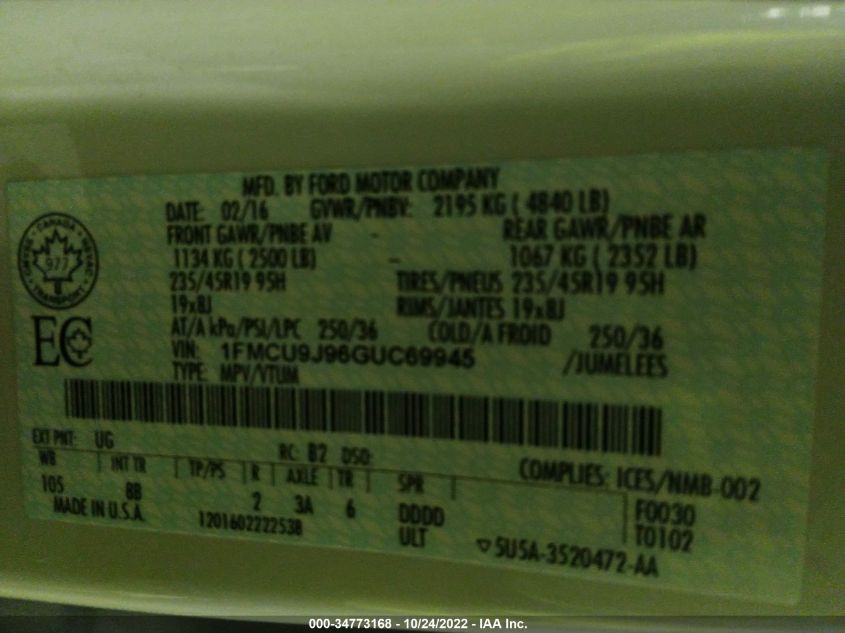 MFD. BY FORD MOTOR COMPANY
DATE: 02/16 GVWR/PNBV: 2195 KG ( 4840 LB)
FRONT GAWR/PNBE AV - REAR GAWR/PNBE AR
1134 KG ( 2500 LB) - 1067 KG ( 2352 LB)
235/45R19 95H TIRES/PNEUS 235/45R19 95H
19x8J RIMS/JANTES 19x8J
AT/A kPa/PSI/LPC 250/36 COLD/A FROID 250/36
VIN: 1FMCU9J96GUC69945 /JUMELEES
TYPE: MPV/VTUM
CANADA
977
TRANSPORT
EC
EXT PNT: UG RC: B2 DSO:
COMPLIES: ICES/NMB-002
WB INT TR TP/PS R AXLE TR SPR
105 8B 2 3A 6 DDDD F0030
MADE IN U.S.A. 1201602222538 ULT T0102
5U5A-3520472-AA
000-34773168 - 10/24/2022 - IAA Inc.